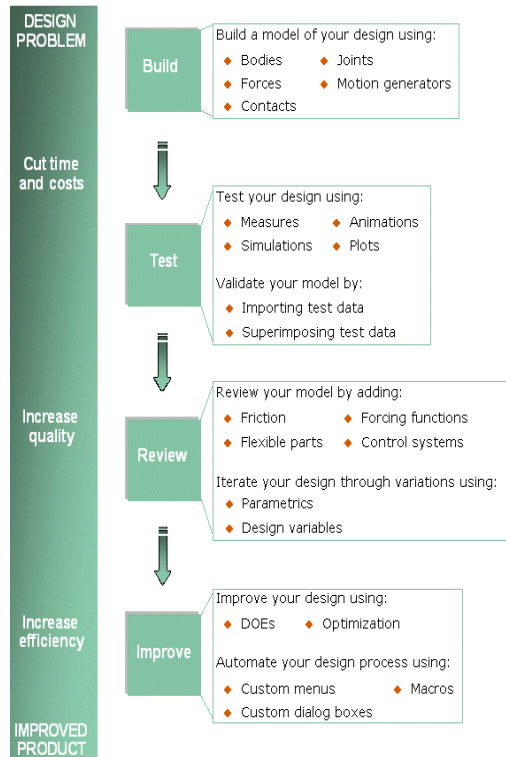 DESIGN
PROBLEM
Cut time
and costs
Increase
quality
Increase
efficiency
IMPROVED
PRODUCT
Build
Build a model of your design using:
Bodies Joints
Forces Motion generators
Contacts
Test
Test your design using:
Measures Animations
Simulations Plots
Validate your model by:
Importing test data
Superimposing test data
Review
Review your model by adding:
Friction Forcing functions
Flexible parts Control systems
Iterate your design through variations using:
Parametrics
Design variables
Improve
Improve your design using:
DOEs Optimization
Automate your design process using:
Custom menus Macros
Custom dialog boxes